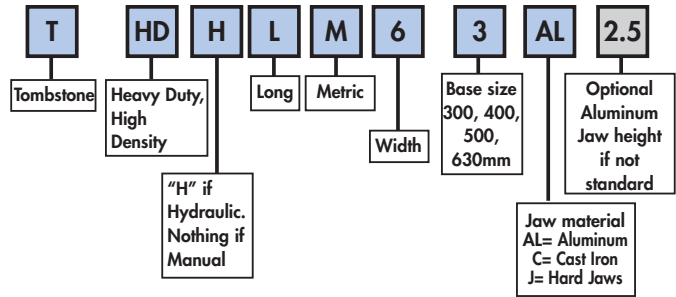 T HD H L M 6 3 AL 2.5
Tombstone
Heavy Duty,
High
Density
"H" if
Hydraulic.
Nothing if
Manual
Long
Metric
Width
Base size
300, 400,
500,
630mm
Jaw material
AL= Aluminum
C= Cast Iron
J= Hard Jaws
Optional
Aluminum
Jaw height
if not
standard